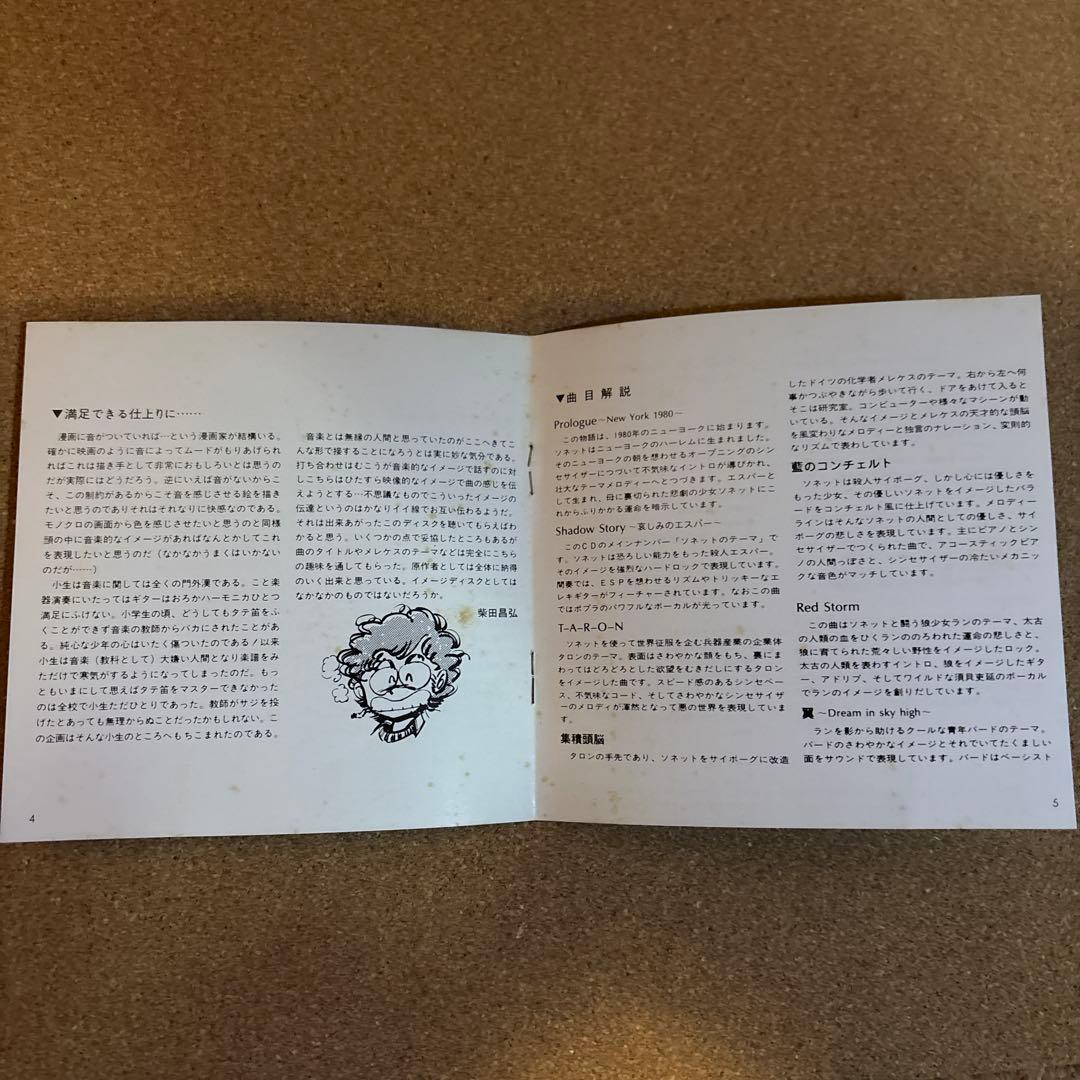 ▼満足できる仕上りに……
漫画に音がついていれば…という漫画家が結構いる。
確かに映画のように音によってムードがもりあげられ
ればこれは描き手として非常におもしろいとは思うの
だが実際にはどうだろう。逆にいえば音がないからこ
そ、この制約があるからこそ音を感じさせる絵を描き
たいと思うのでありそれはそれなりに快感なのである。
モノクロの画面から色を感じさせたいと思うのと同様
頭の中に音楽的なイメージがあればなんとかしてこれ
を表現したいと思うのだ(なかなかうまくはいかない
のだが……)
小生は音楽に関しては全くの門外漢である。こと楽
器演奏にいたってはギターはおろかハーモニカひとつ
満足にふけない。小学生の頃、どうしてもタテ笛をふ
くことができず音楽の教師からバカにされたことがあ
る。純心な少年の心はいたく傷ついたのである！以来
小生は音楽(教科として)大嫌い人間となり楽譜をみ
ただけで寒気がするようになってしまったのだ。もっ
ともいまにして思えばタテ笛をマスターできなかった
のは全校で小生ただひとりであった。教師がサジを投
げたとあっても無理からぬことだったかもしれない。こ
の企画はそんな小生のところへもちこまれたのである。
音楽とは無縁の人間と思っていたのがここへきてこ
んな形で接することになろうとは実に妙な気分である。
打ち合わせはむこうが音楽的なイメージで話すのに対
しこちらはひたすら映像的なイメージで曲の感じを伝
えようとする…不思議なものでこういったイメージの
伝達というのはかなりイイ線でお互い伝わるようだ。
それは出来あがったこのディスクを聴いてもらえばわ
かると思う。いくつかの点で妥協したところもあるが
曲のタイトルやメレケスのテーマなどは完全にこちら
の趣味を通してもらった。原作者としては全体に納得
のいく出来と思っている。イメージディスクとしては
なかなかのものではないだろうか。
柴田昌弘
4
▼曲目解説
Prologue〜New York 1980〜
この物語は、1980年のニューヨークに始まります。
ソネットはニューヨークのハーレムに生まれました。
そのニューヨークの朝を想わせるオープニングのシン
セサイザーにつづいて不気味なイントロが導びかれ、
壮大なテーマメロディーへとつづきます。エスパーと
して生まれ、母に裏切られた悲劇の少女ソネットにこ
れからふりかかる運命を暗示しています。
Shadow Story〜哀しみのエスパー〜
このCDのメインナンバー「ソネットのテーマ」で
す。ソネットは恐ろしい能力をもった殺人エスパー。
そのイメージを強烈なハードロックで表現しています。
間奏では、ESPを想わせるリズムやトリッキーなエ
レキギターがフィーチャーされています。なおこの曲
ではポプラのパワフルなボーカルが光っています。
T–A–R–O–N
ソネットを使って世界征服を企む兵器産業の企業体
タロンのテーマ。表面はさわやかな顔をもち、裏にま
わってはどろどろとした欲望をむきだしにするタロン
をイメージした曲です。スピード感のあるシンセベー
ス、不気味なコード、そしてさわやかなシンセサイザー
のメロディが渾然となって悪の世界を表現していま
す。
集積頭脳
タロンの手先であり、ソネットをサイボーグに改造
したドイツの化学者メレケスのテーマ。右から左へ何
事かつぶやきながら歩いて行く、ドアをあけて入ると
そこは研究室。コンピューターや様々なマシーンが動
いている。そんなイメージとメレケスの天才的な頭脳
を風変わりなメロディーと独言のナレーション、変則的
なリズムで表わしています。
藍のコンチェルト
ソネットは殺人サイボーグ、しかし心には優しさを
もった少女、その優しいソネットをイメージしたバラ
ードをコンチェルト風に仕上げています。メロディー
ラインはそんなソネットの人間としての優しさ、サイ
ボーグの悲しさを表現しています。主にピアノとシン
セサイザーでつくられた曲で、アコースティックピア
ノの人間っぽさと、シンセサイザーの冷たいメカニッ
クな音色がマッチしています。
Red Storm
この曲はソネットと闘う狼少女ランのテーマ、太古
の人類の血をひくランののろわれた運命の悲しさと、
狼に育てられた荒々しい野性をイメージしたロック。
太古の人類を表わすイントロ、狼をイメージしたギタ
ー、アドリブ、そしてワイルドな須貝吏延のボーカル
でランのイメージを創りだしています。
翼〜Dream in sky high〜
ランを影から助けるクールな青年バードのテーマ。
バードのさわやかなイメージとそれでいてたくましい
面をサウンドで表現しています。バードはベーシスト
5